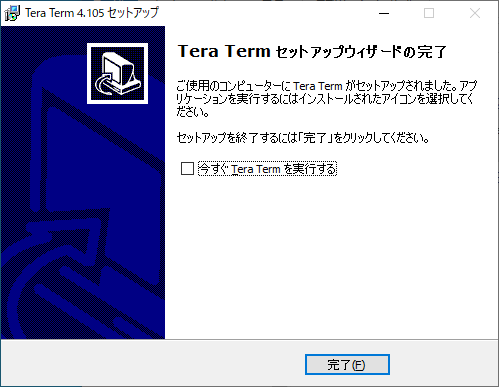 Tera Term 4.105 セットアップ
Tera Term セットアップウィザードの完了
ご使用のコンピューターに Tera Term がセットアップされました。アプ
リケーションを実行するにはインストールされたアイコンを選択してく
ださい。
セットアップを終了するには「完了」をクリックしてください。
今すぐ Tera Term を実行する
完了(F)